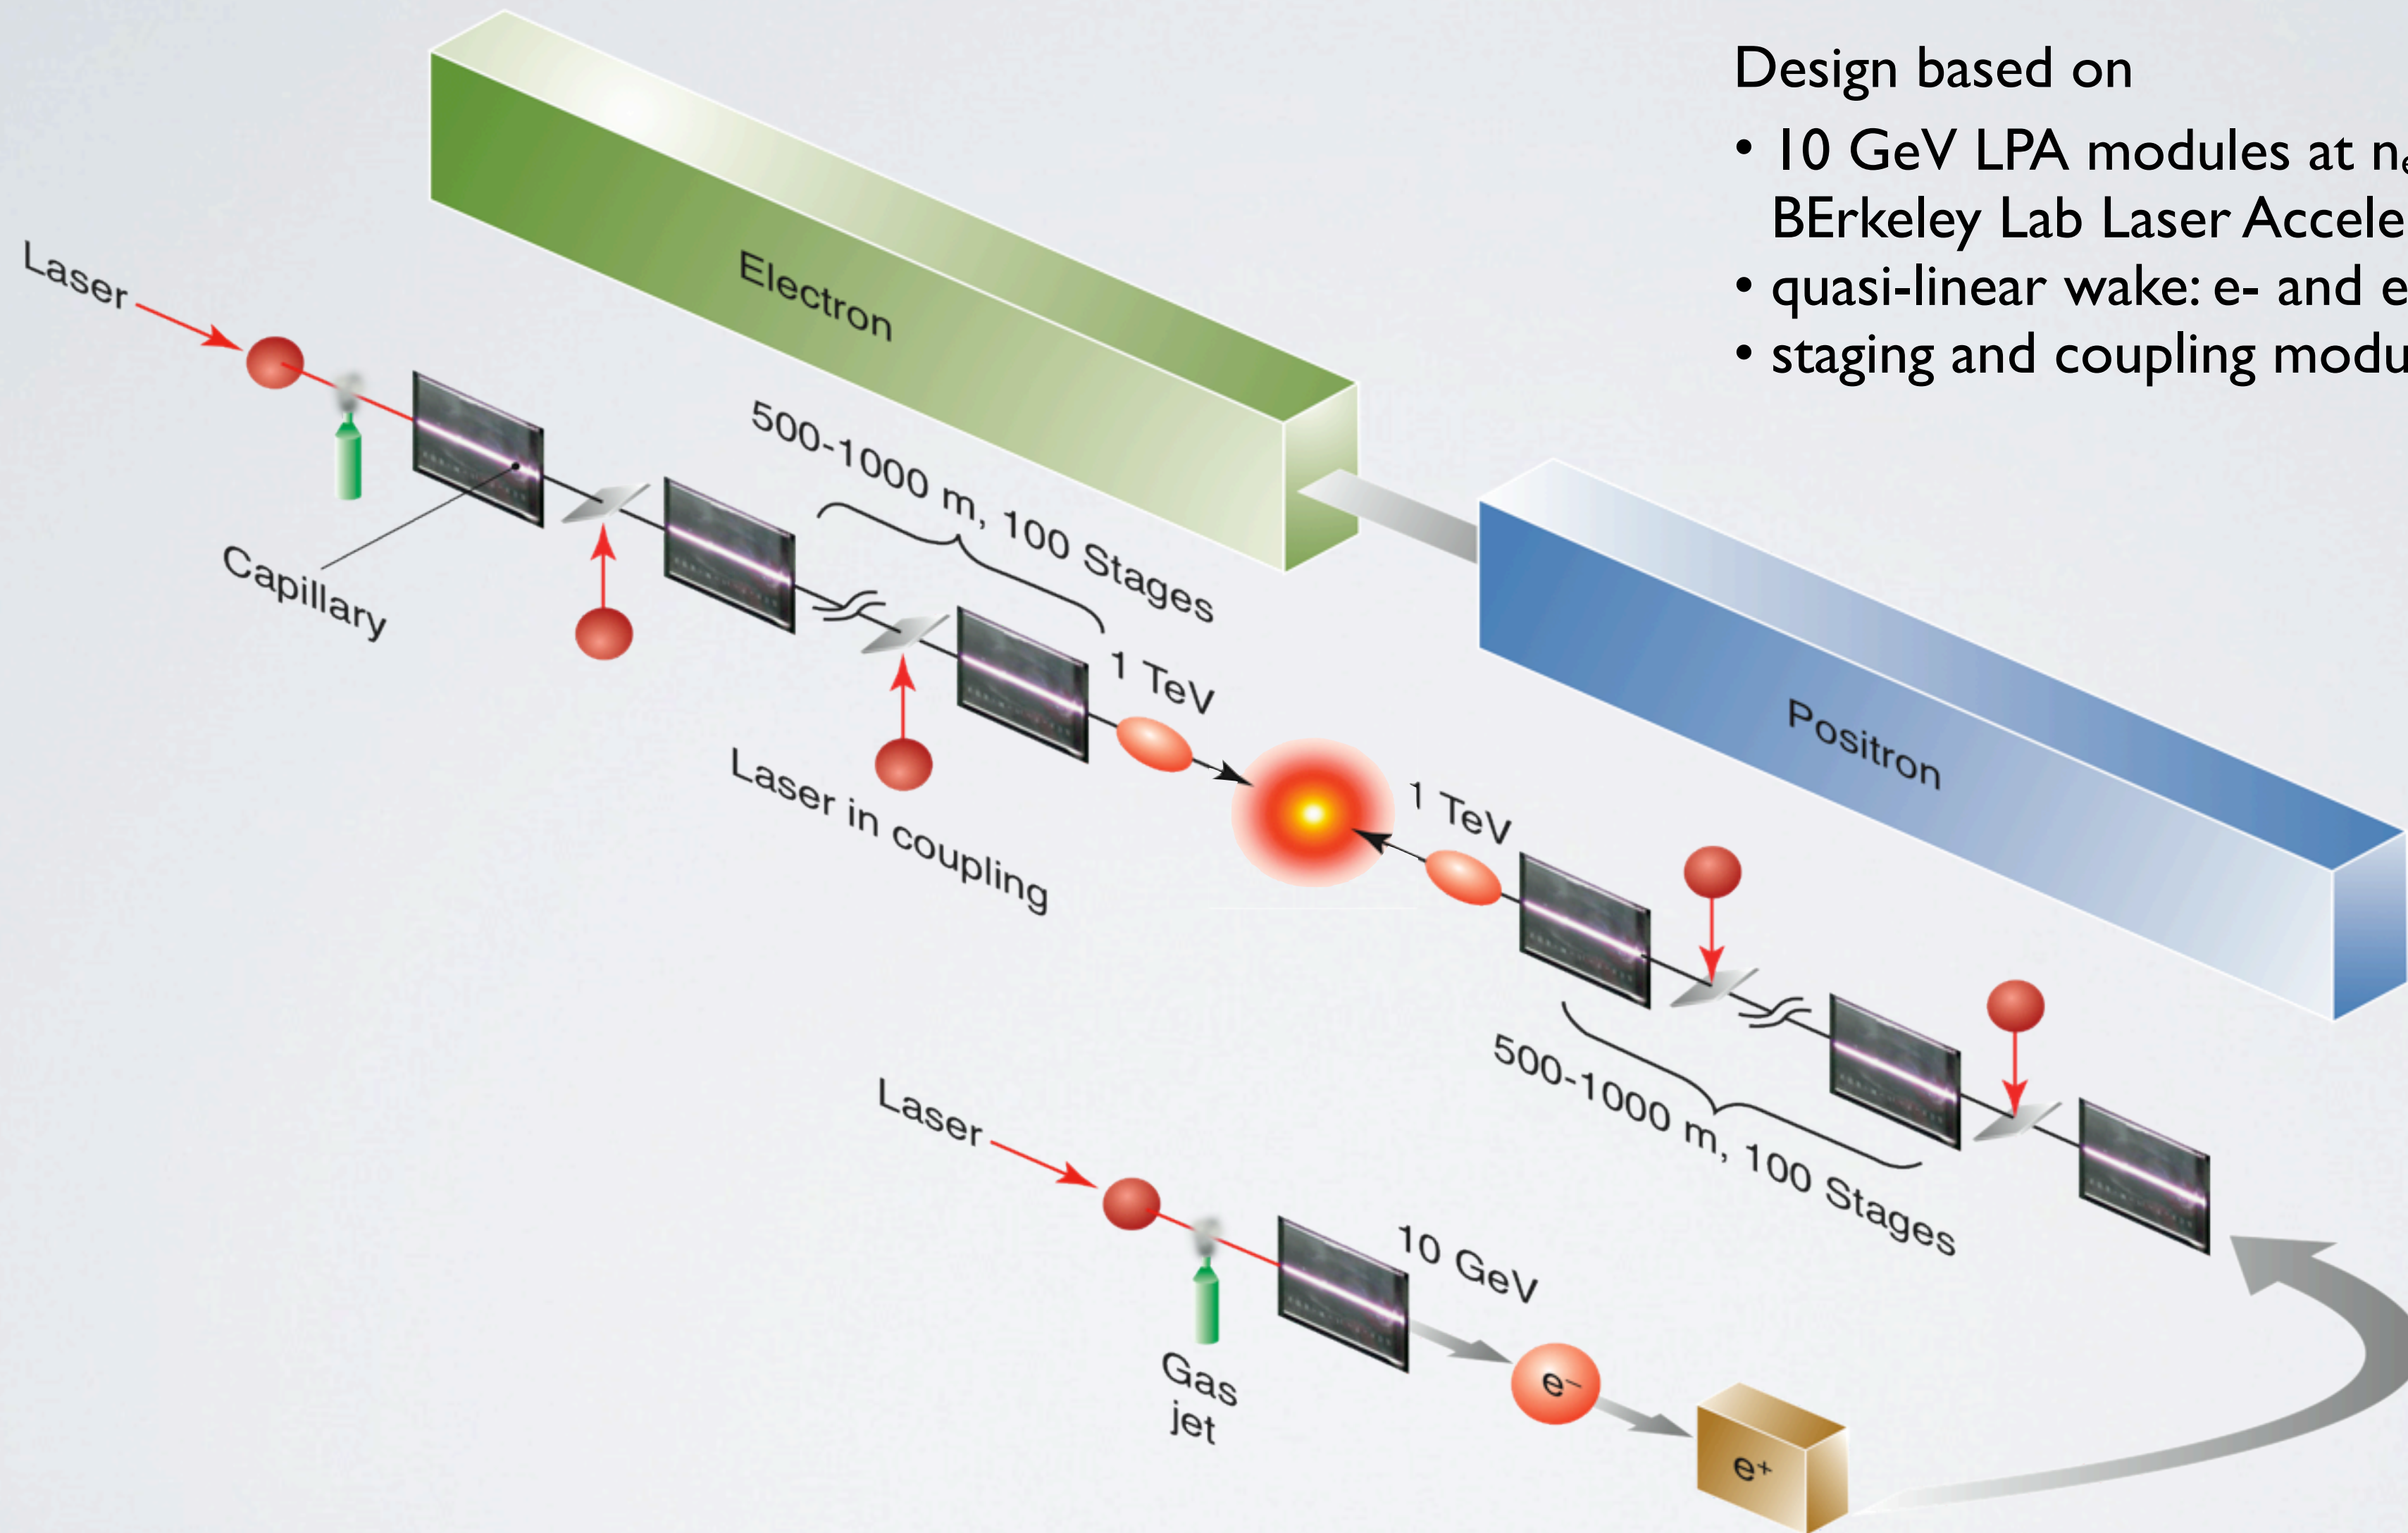 Design based on
• 10 GeV LPA modules at
BErkeley Lab Laser
• quasi-linear wake: e- and
• staging and coupling
Electron
Laser
500-1000 m, 100 Stages
Capillary
1 TeV
Laser in coupling
Positron
1 TeV
500-1000 m, 100 Stages
Laser
10 GeV
Gas
jet
e–
e+